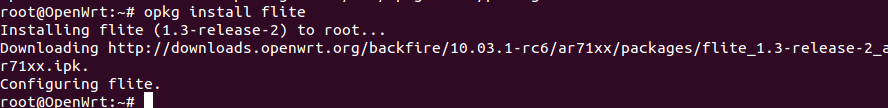 root@OpenWrt:~# opkg install flite
Installing flite (1.3-release-2) to root...
Downloading http://downloads.openwrt.org/backfire/10.03.1-rc6/ar71xx/packages/flite_1.3-release-2_a
r71xx.ipk.
Configuring flite.
root@OpenWrt:~#